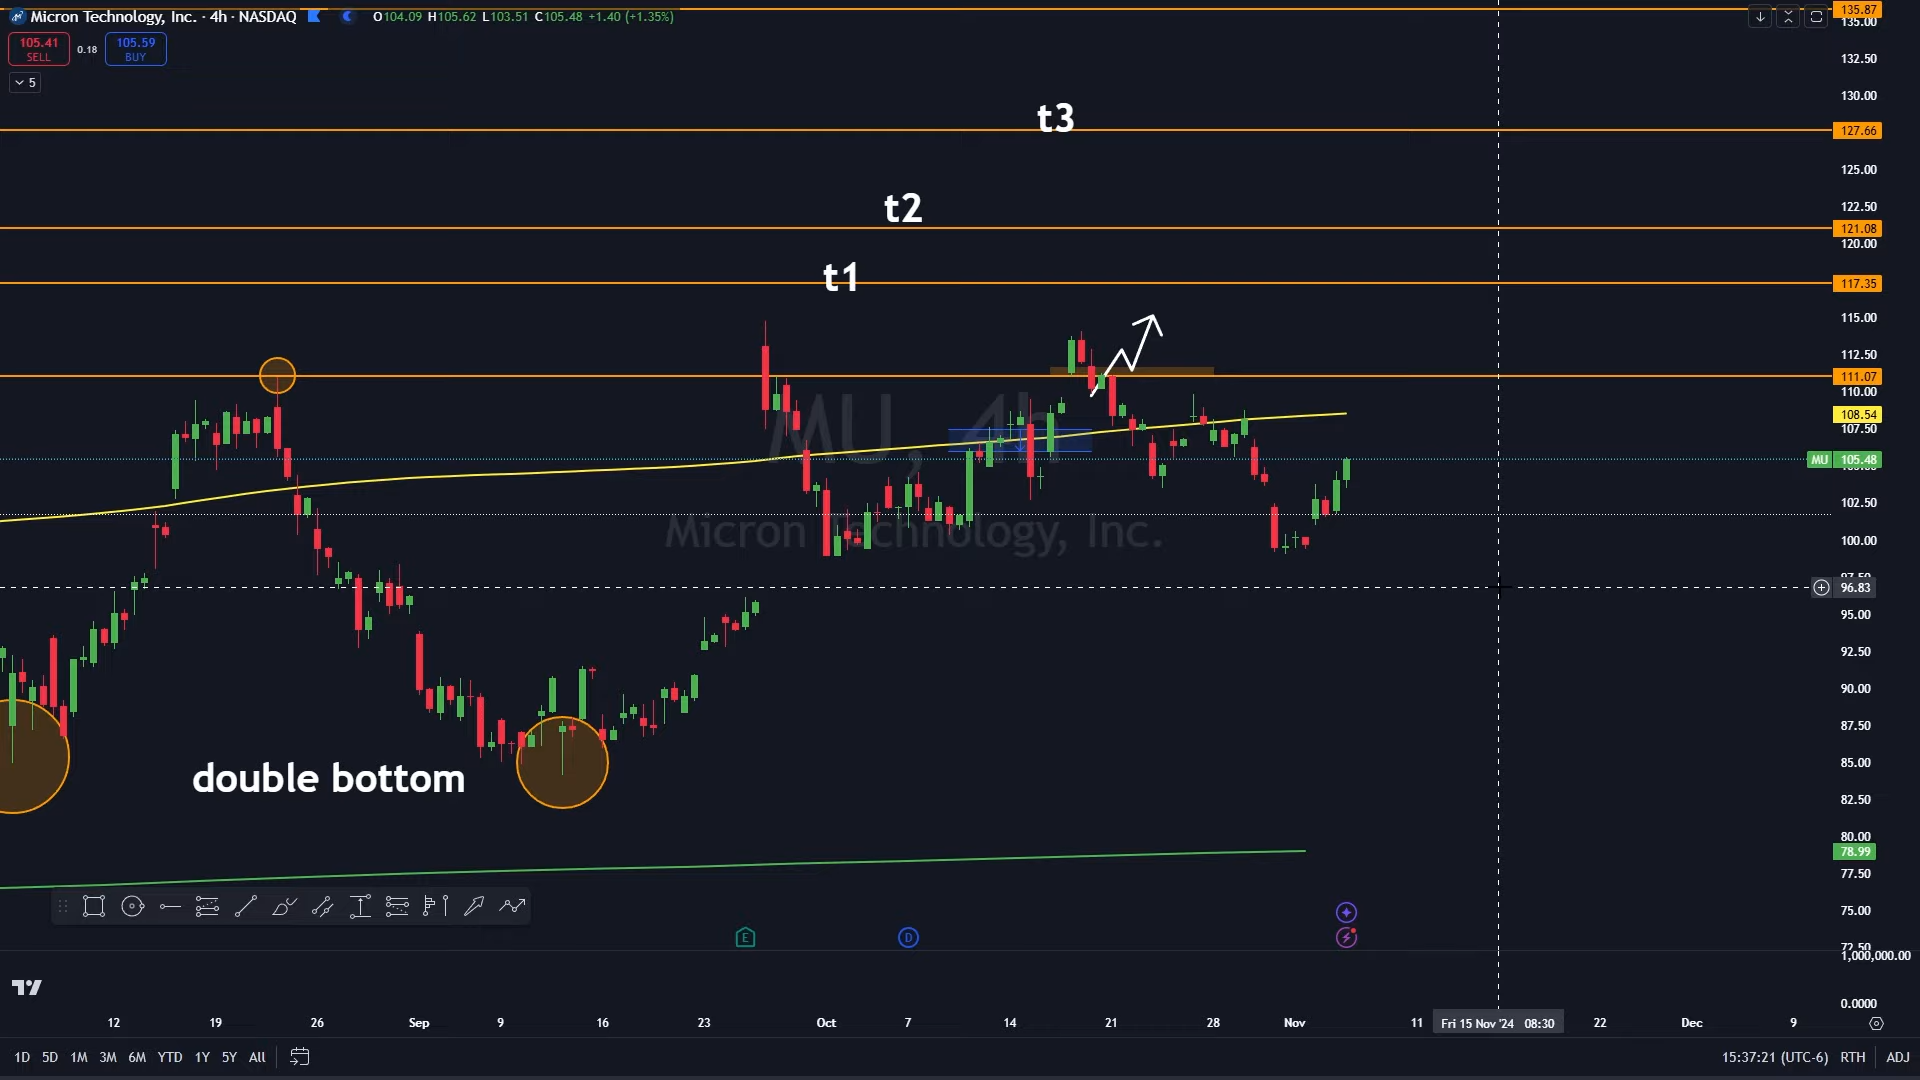 Micron Technology, Inc. · 4h · NASDAQ O104.09 H105.62 L103.51 C105.48 +1.40 (+1.35%)
105.41 SELL 0.18 105.59 BUY
5
t3
t2
t1
double bottom
MU, 4h
Micron Technology, Inc.
135.87
135.00
132.50
130.00
127.66
125.00
122.50
121.08
120.00
117.35
115.00
112.50
111.07
110.00
108.54
107.50
MU 105.48
102.50
100.00
96.83
95.00
92.50
90.00
87.50
85.00
82.50
80.00
78.99
77.50
75.00
72.50
1,000,000.00
0.0000
E D
12 19 26 Sep 9 16 23 Oct 7 14 21 28 Nov 11 Fri 15 Nov '24 08:30 22 Dec 9
1D 5D 1M 3M 6M YTD 1Y 5Y All 15:37:21 (UTC-6) RTH ADJ